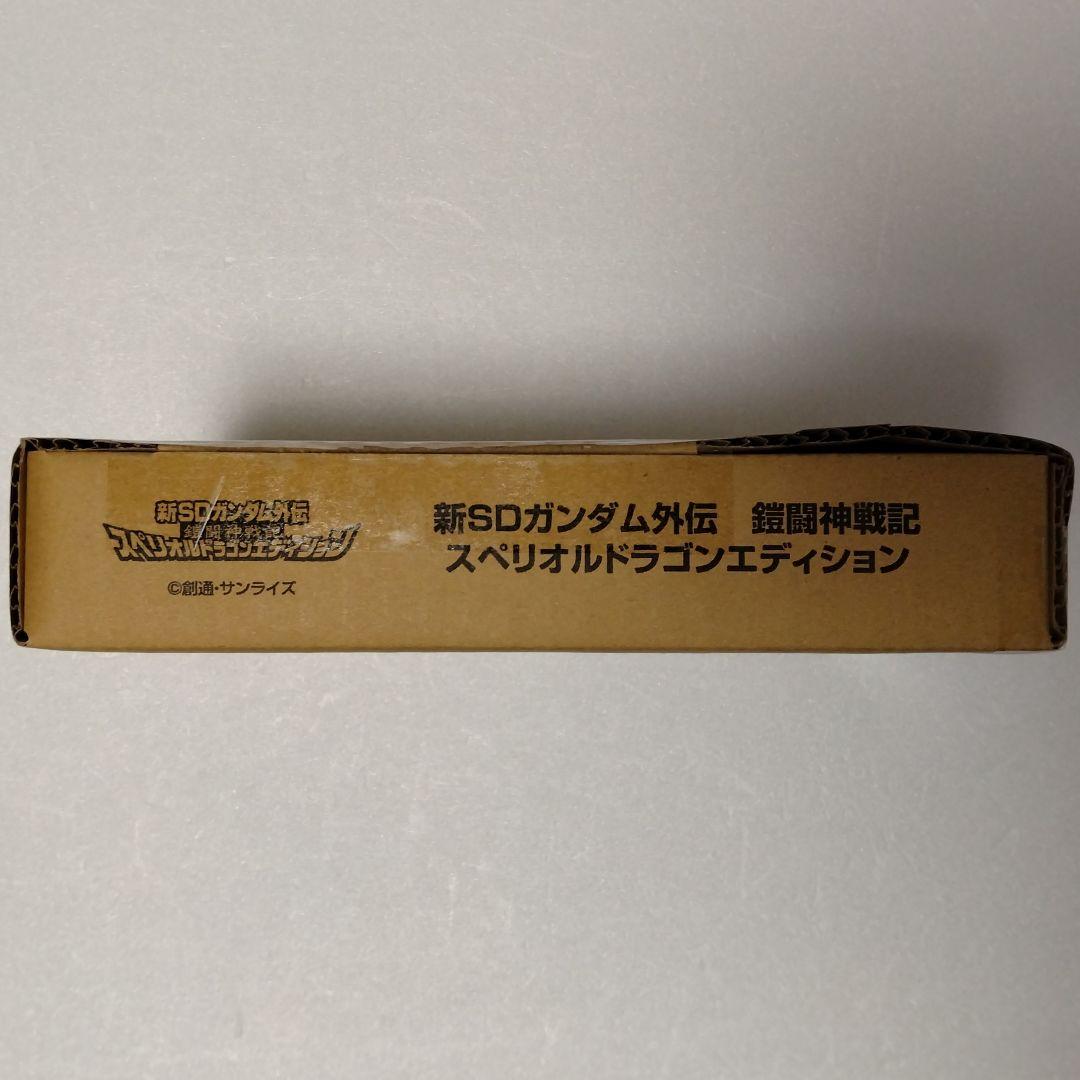 新SDガンダム外伝
鎧闘神戦記
スペリオルドラゴンエディション
©創通・サンライズ
新SDガンダム外伝 鎧闘神戦記
スペリオルドラゴンエディション